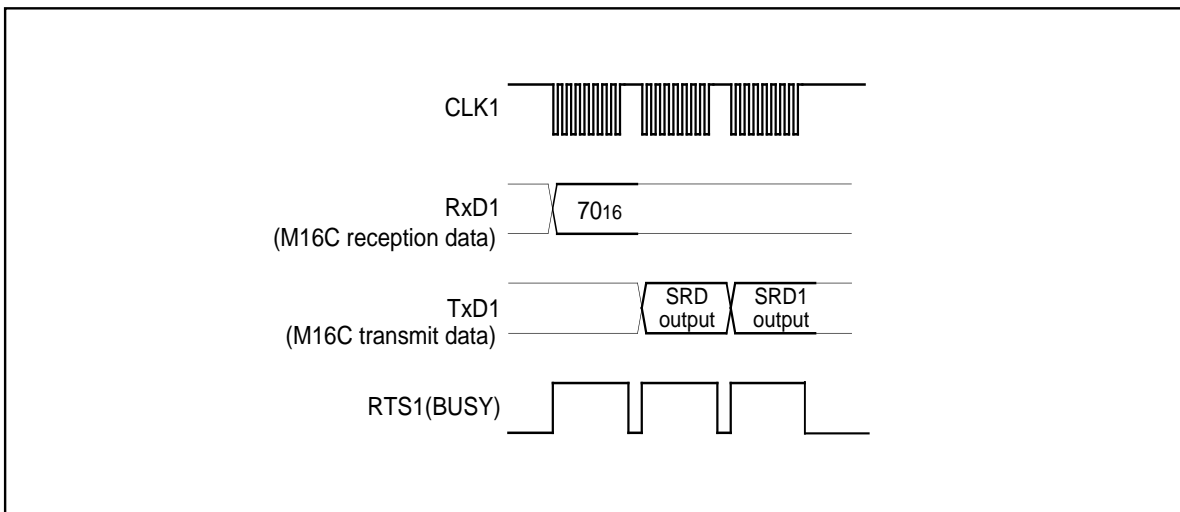 CLK1
RxD1
(M16C reception data)
7016
TxD1
(M16C transmit data)
SRD
output
SRD1
output
RTS1(BUSY)